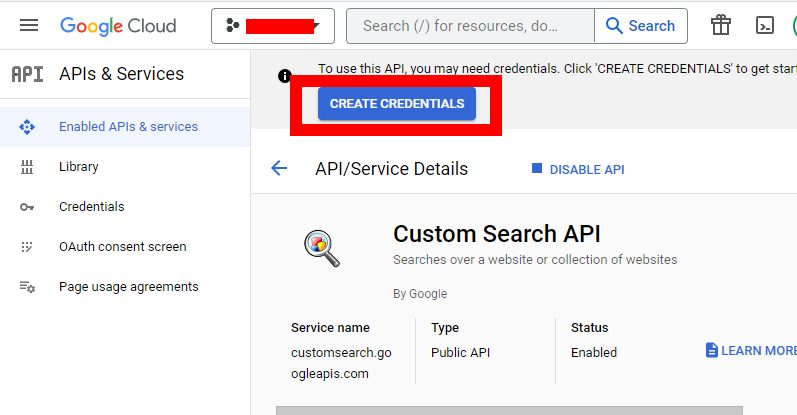 Google Cloud
Search (/) for resources, do...
Search
API APIs & Services
To use this API, you may need credentials. Click 'CREATE CREDENTIALS' to get start
CREATE CREDENTIALS
Enabled APIs & services
Library
Credentials
OAuth consent screen
Page usage agreements
API/Service Details
DISABLE API
Custom Search API
Searches over a website or collection of websites
By Google
Service name
customsearch.go
ogleapis.com
Type
Public API
Status
Enabled
LEARN MORE